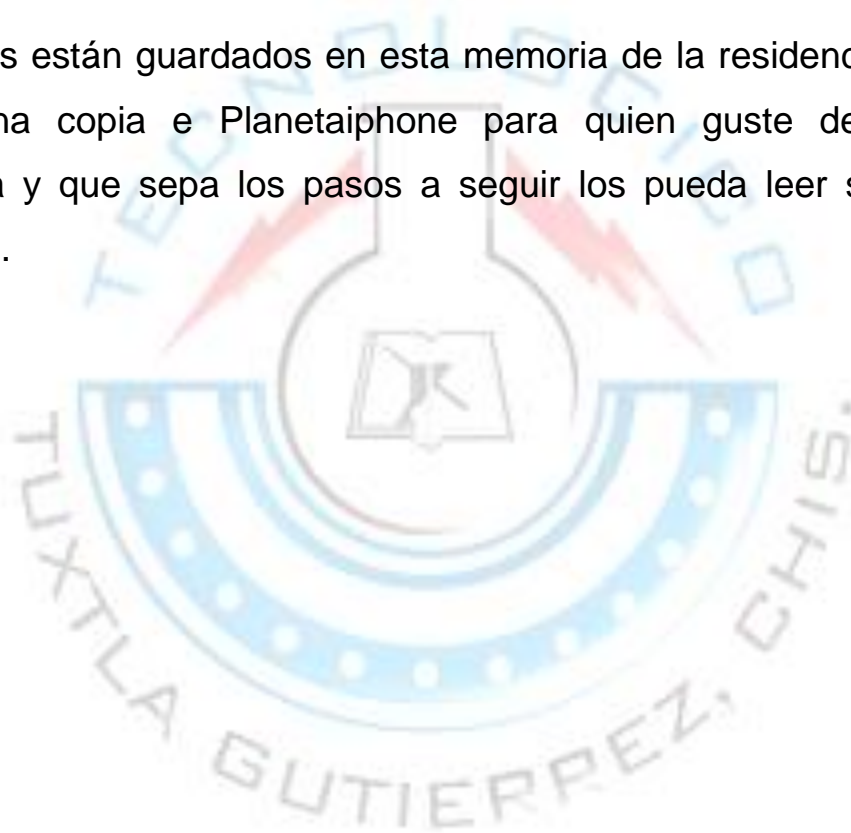 s están guardados en esta memoria de la residenc
na copia e Planetaiphone para quien guste de
a y que sepa los pasos a seguir los pueda leer s
.
TECNOLOGICO
TUXTLA GUTIERREZ, CHIS.